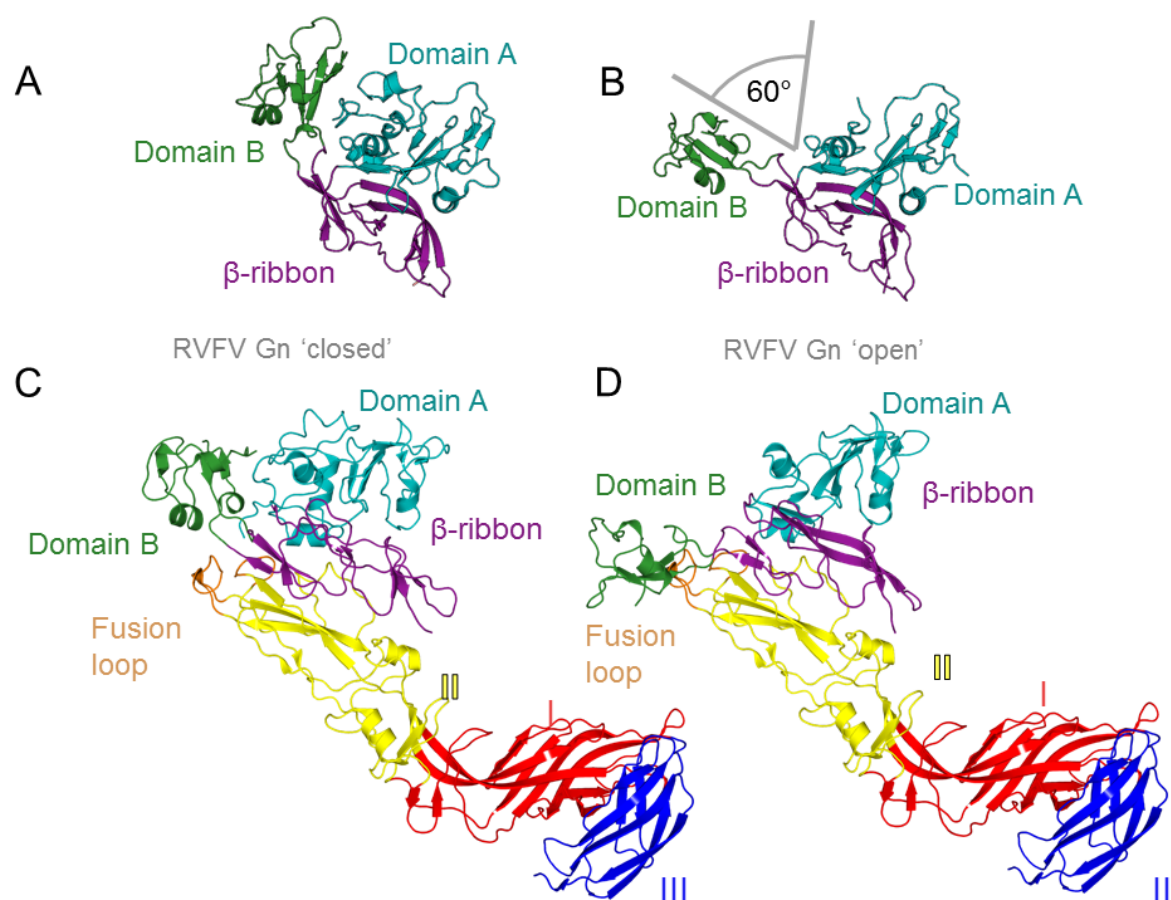 A
Domain A
Domain B
β-ribbon
B
60°
Domain B
Domain A
β-ribbon
RVFV Gn ‘closed’
RVFV Gn ‘open’
C
Domain A
β-ribbon
Domain B
Fusion
loop
II
I
III
D
Domain A
β-ribbon
Domain B
Fusion
loop
II
I
II